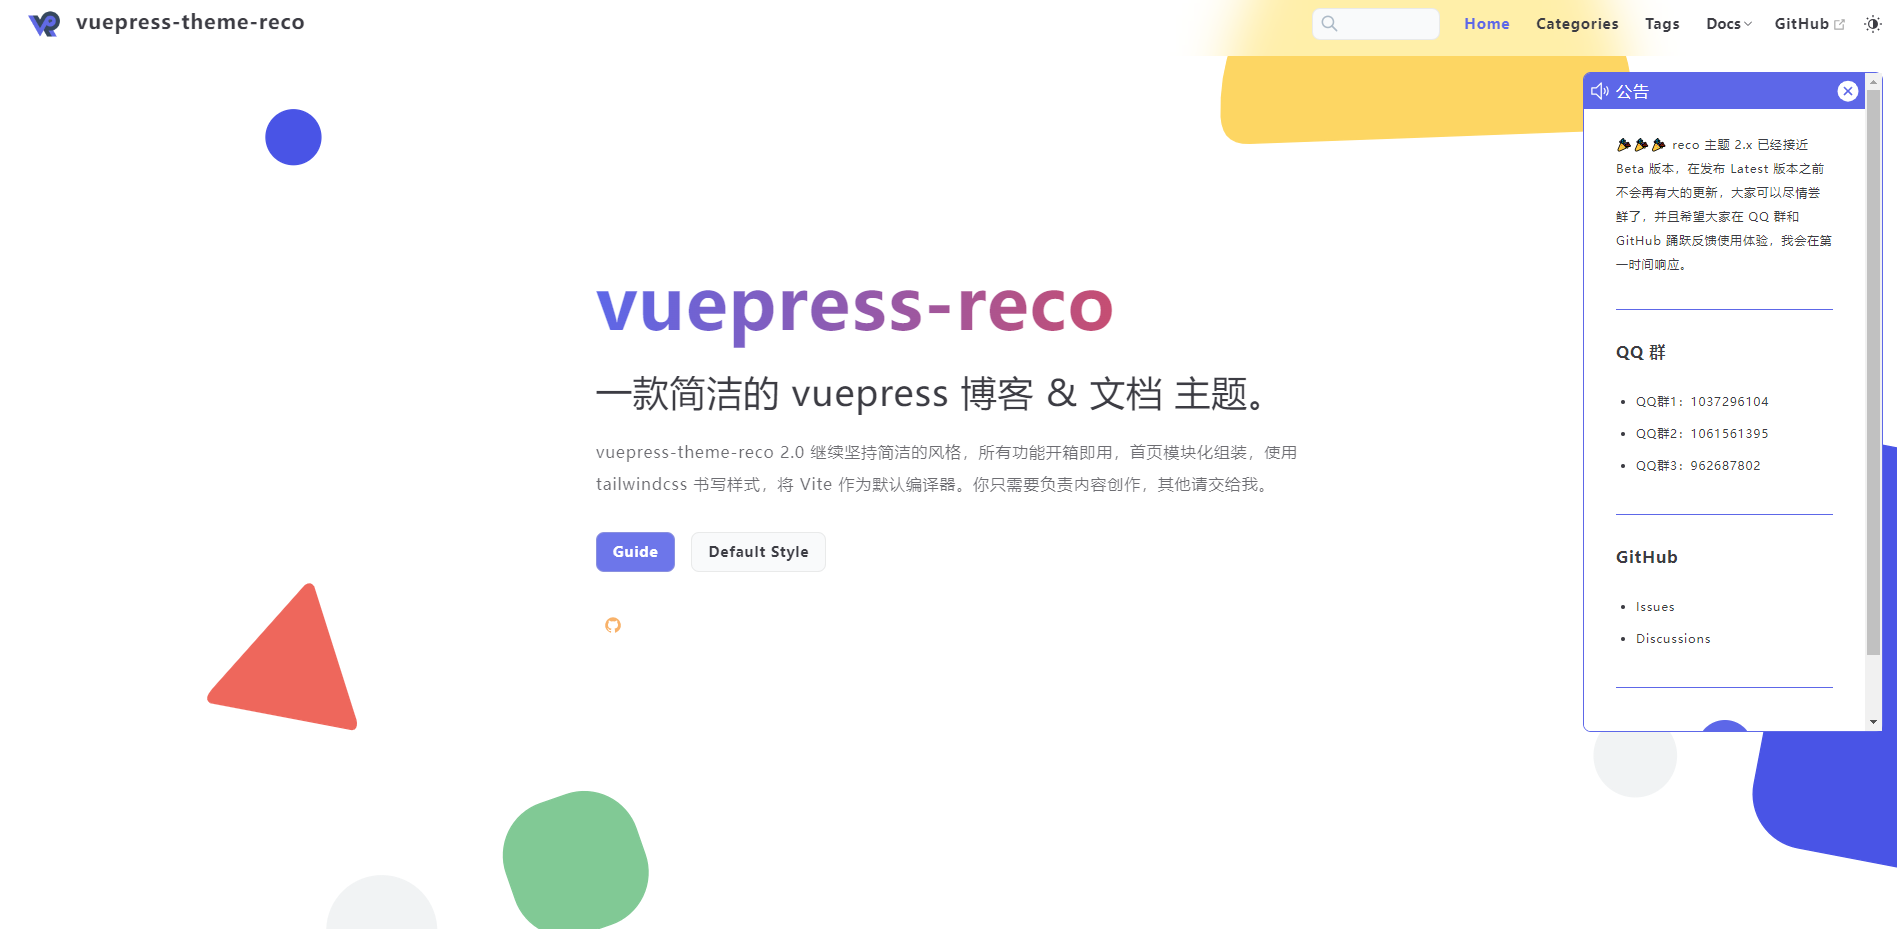 vuepress-theme-reco
Home Categories Tags Docs GitHub
公告
reco 主题 2.x 已经接近
Beta 版本，在发布 Latest 版本之前
不会再有大的更新，大家可以尽情尝
鲜了，并且希望大家在 QQ 群和
GitHub 踊跃反馈使用体验，我会在第
一时间响应。
QQ 群
QQ群1：1037296104
QQ群2：1061561395
QQ群3：962687802
GitHub
Issues
Discussions
vuepress-reco
一款简洁的 vuepress 博客 & 文档 主题。
vuepress-theme-reco 2.0 继续坚持简洁的风格，所有功能开箱即用，首页模块化组装，使用
tailwindcss 书写样式，将 Vite 作为默认编译器。你只需要负责内容创作，其他请交给我。
Guide Default Style